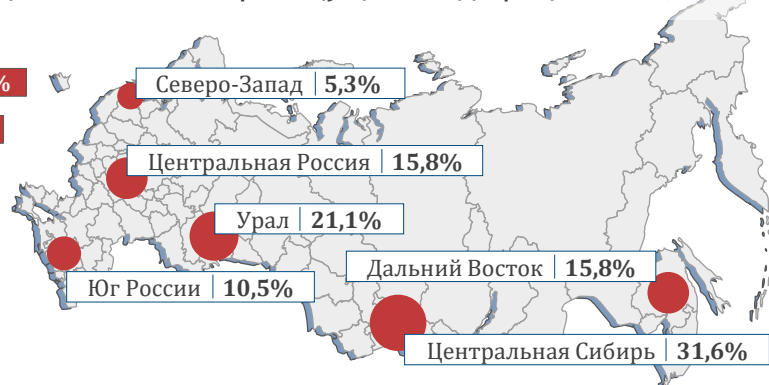 %
Северо-Запад | 5,3%
Центральная Россия | 15,8%
Урал | 21,1%
Дальний Восток | 15,8%
Юг России | 10,5%
Центральная Сибирь | 31,6%